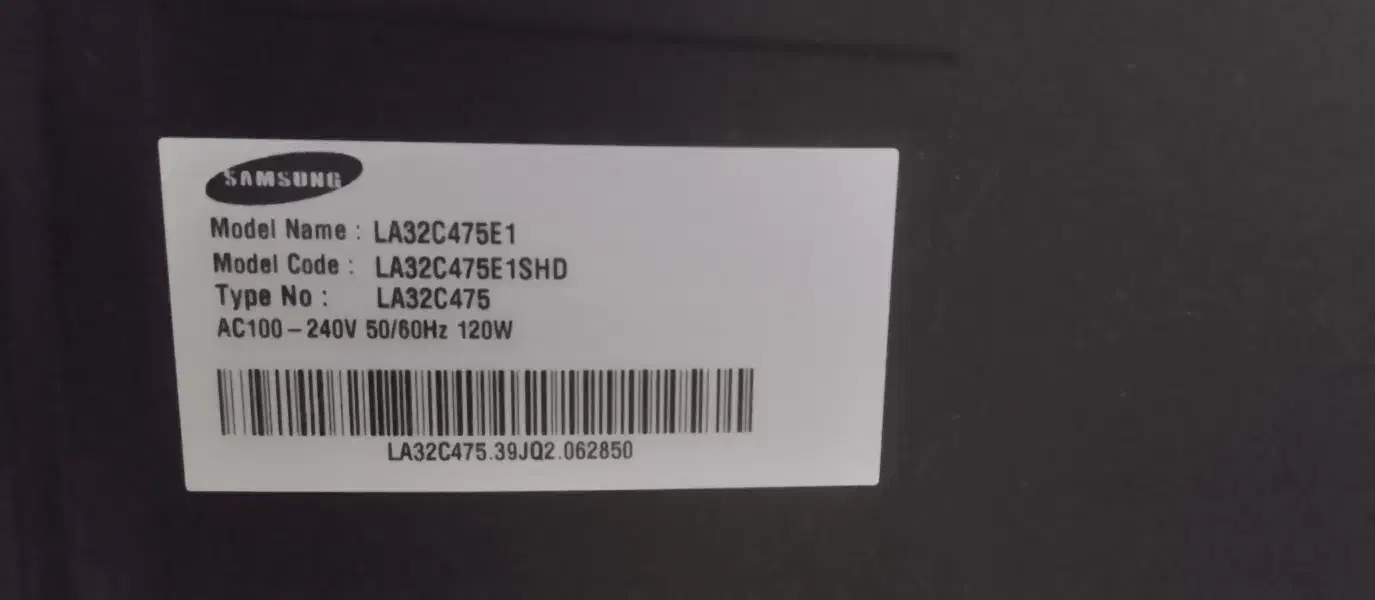 SAMSUNG
Model Name : LA32C475E1
Model Code : LA32C475E1SHD
Type No : LA32C475
AC100-240V 50/60Hz 120W
LA32C475.39JQ2.062850